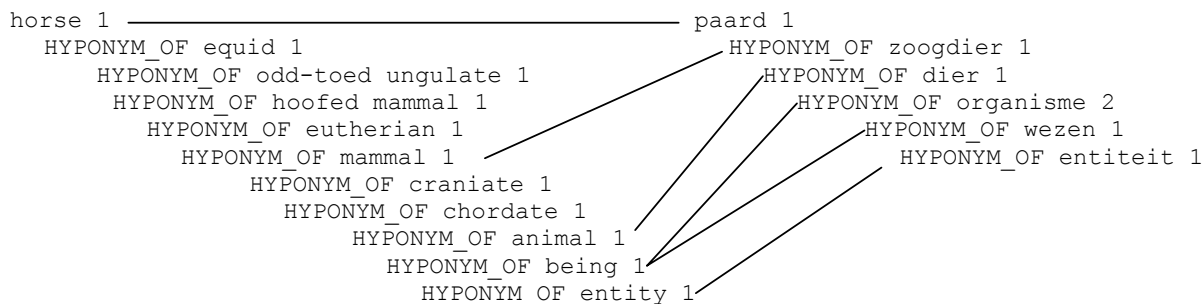 horse 1 paard 1
HYPONYM_OF equid 1 HYPONYM_OF zoogdier 1
HYPONYM_OF odd-toed ungulate 1 HYPONYM_OF dier 1
HYPONYM_OF hoofed mammal 1 HYPONYM_OF organisme 2
HYPONYM_OF eutherian 1 HYPONYM_OF wezen 1
HYPONYM_OF mammal 1 HYPONYM_OF entiteit 1
HYPONYM_OF craniate 1
HYPONYM_OF chordate 1
HYPONYM_OF animal 1
HYPONYM_OF being 1
HYPONYM OF entity 1